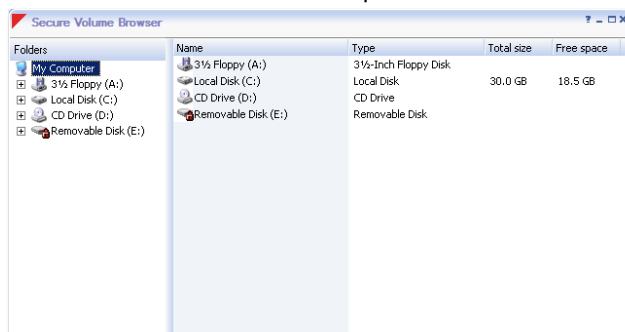 Secure Volume Browser
Folders
My Computer
3½ Floppy (A:)
Local Disk (C:)
CD Drive (D:)
Removable Disk (E:)
Name Type Total size Free space
3½ Floppy (A:) 3½-Inch Floppy Disk
Local Disk (C:) Local Disk 30.0 GB 18.5 GB
CD Drive (D:) CD Drive
Removable Disk (E:) Removable Disk